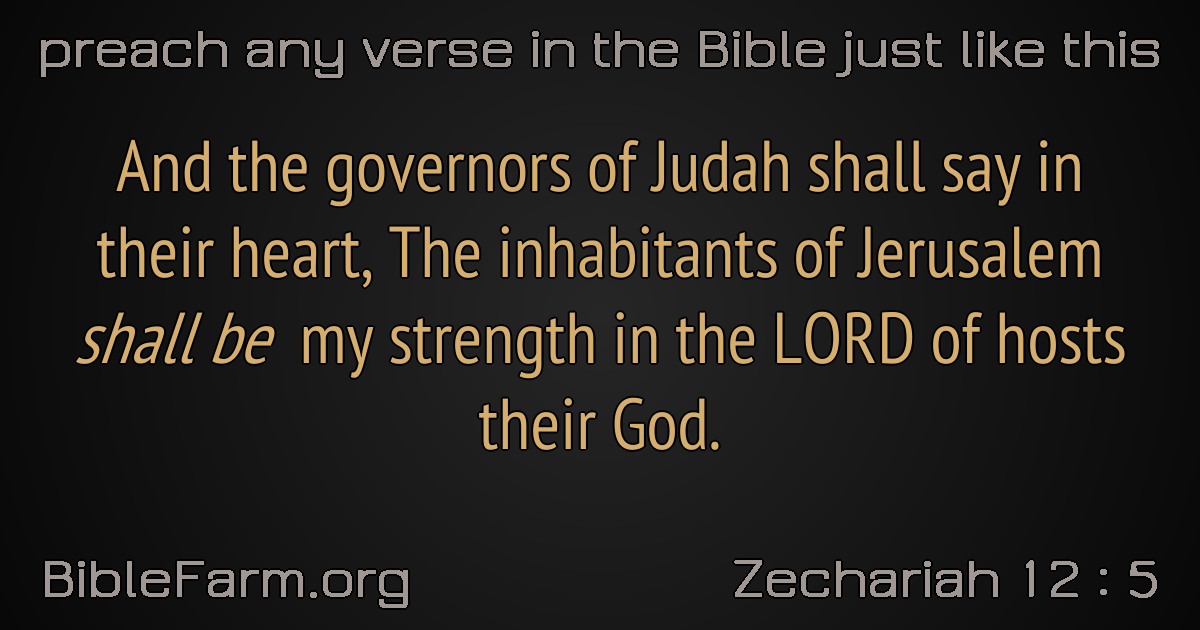 preach any verse in the Bible just like this
And the governors of Judah shall say in
their heart, The inhabitants of Jerusalem
shall be my strength in the LORD of hosts
their God.
BibleFarm.org
Zechariah 12 : 5